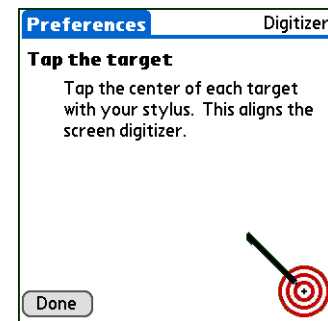 Preferences Digitizer
Tap the target
Tap the center of each target
with your stylus. This aligns the
screen digitizer.
Done